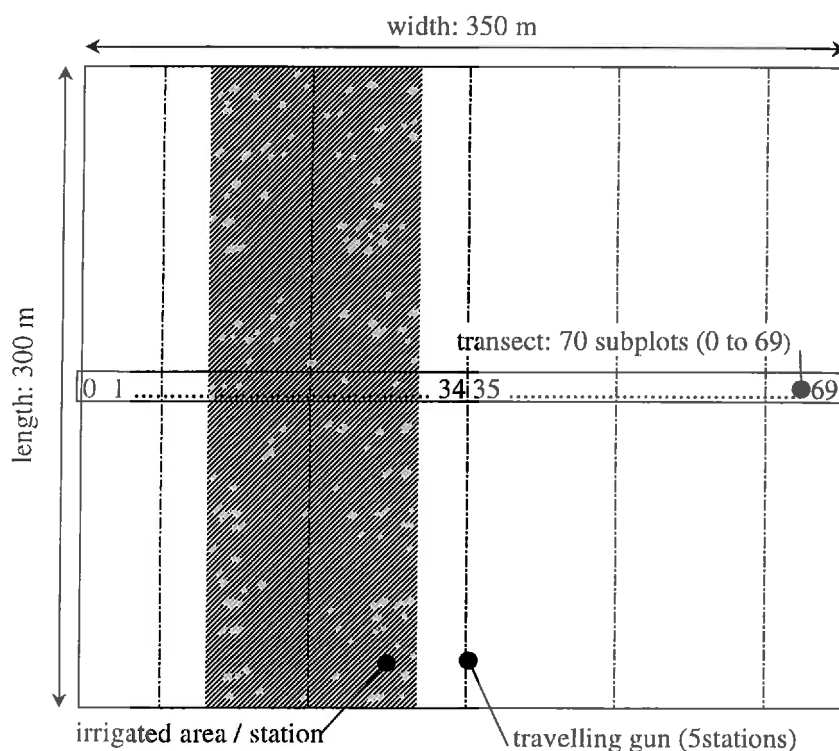 width: 350 m
length: 300 m
transect: 70 subplots (0 to 69)
0 1 34 35 69
irrigated area / station
travelling gun (5stations)